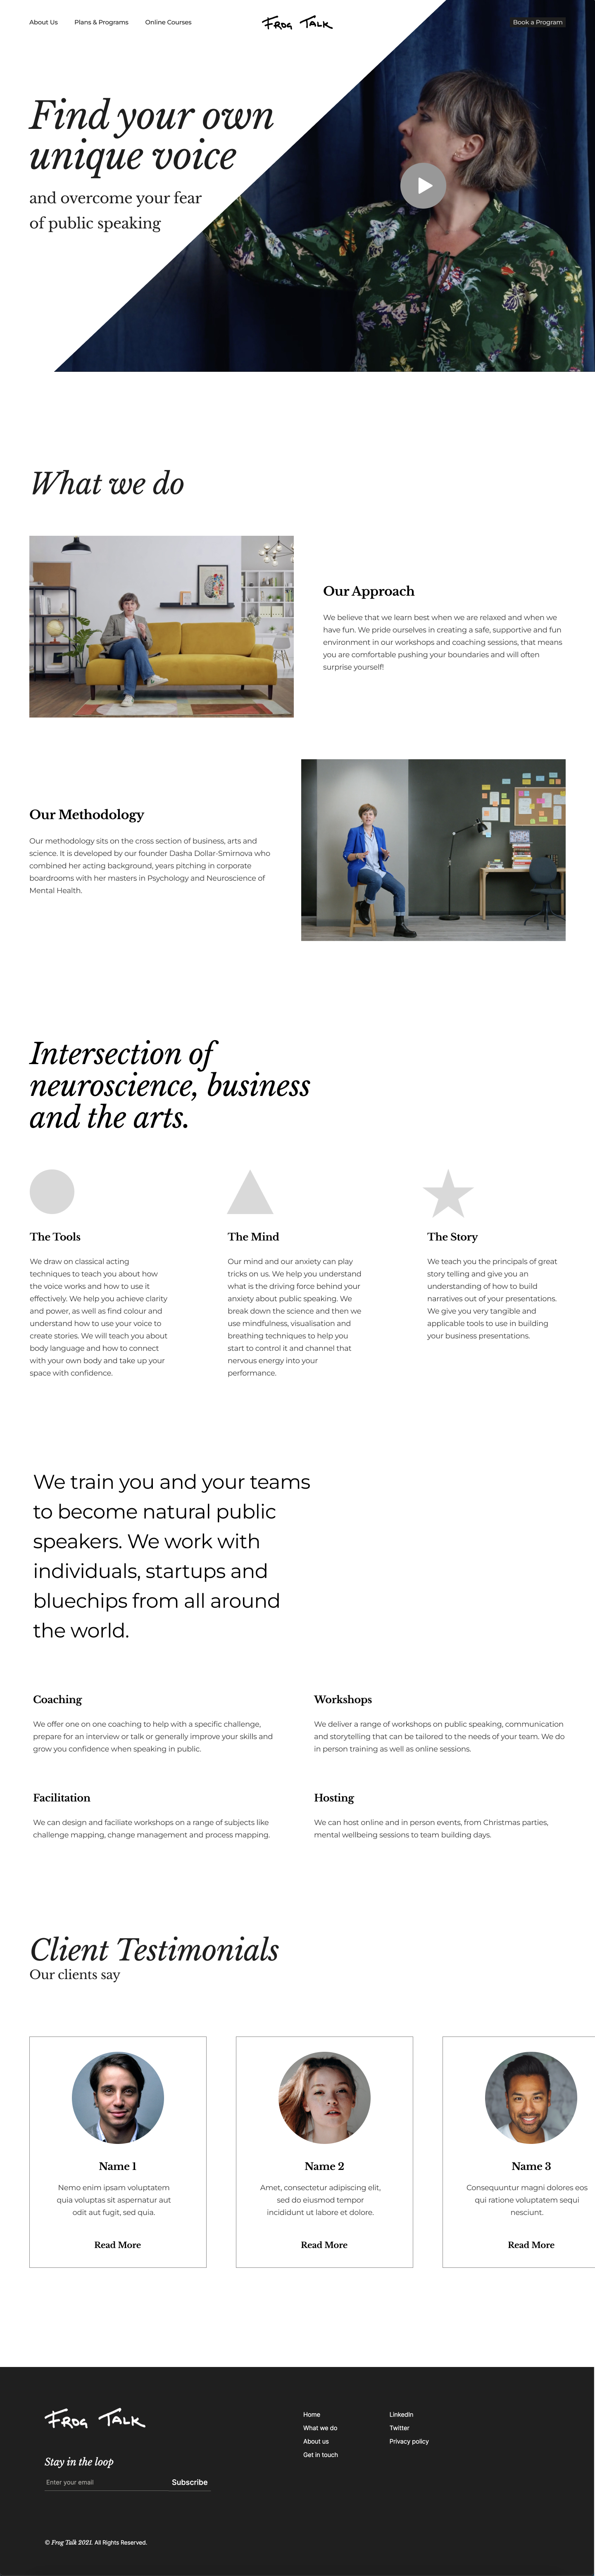 About Us Plans & Programs Online Courses FROG TALK Book a Program
Find your own
unique voice
and overcome your fear
of public speaking
What we do
Our Approach
We believe that we learn best when we are relaxed and when we
have fun. We pride ourselves in creating a safe, supportive and fun
environment in our workshops and coaching sessions, that means
you are comfortable pushing your boundaries and will often
surprise yourself!
Our Methodology
Our methodology sits on the cross section of business, arts and
science. It is developed by our founder Dasha Dollar-Smirnova who
combined her acting background, years pitching in corporate
boardrooms with her masters in Psychology and Neuroscience of
Mental Health.
Intersection of
neuroscience, business
and the arts.
The Tools
We draw on classical acting
techniques to teach you about how
the voice works and how to use it
effectively. We help you achieve clarity
and power, as well as find colour and
understand how to use your voice to
create stories. We will teach you about
body language and how to connect
with your own body and take up your
space with confidence.
The Mind
Our mind and our anxiety can play
tricks on us. We help you understand
what is the driving force behind your
anxiety about public speaking. We
break down the science and then we
use mindfulness, visualisation and
breathing techniques to help you
start to control it and channel that
nervous energy into your
performance.
The Story
We teach you the principals of great
story telling and give you an
understanding of how to build
narratives out of your presentations.
We give you very tangible and
applicable tools to use in building
your business presentations.
We train you and your teams
to become natural public
speakers. We work with
individuals, startups and
bluechips from all around
the world.
Coaching
We offer one on one coaching to help with a specific challenge,
prepare for an interview or talk or generally improve your skills and
grow you confidence when speaking in public.
Workshops
We deliver a range of workshops on public speaking, communication
and storytelling that can be tailored to the needs of your team. We do
in person training as well as online sessions.
Facilitation
We can design and faciliate workshops on a range of subjects like
challenge mapping, change management and process mapping.
Hosting
We can host online and in person events, from Christmas parties,
mental wellbeing sessions to team building days.
Client Testimonials
Our clients say
Name 1
Nemo enim ipsam voluptatem
quia voluptas sit aspernatur aut
odit aut fugit, sed quia.
Read More
Name 2
Amet, consectetur adipiscing elit,
sed do eiusmod tempor
incididunt ut labore et dolore.
Read More
Name 3
Consequuntur magni dolores eos
qui ratione voluptatem sequi
nesciunt.
Read More
FROG TALK
Stay in the loop
Enter your email Subscribe
Home
What we do
About us
Get in touch
LinkedIn
Twitter
Privacy policy
© Frog Talk 2021. All Rights Reserved.